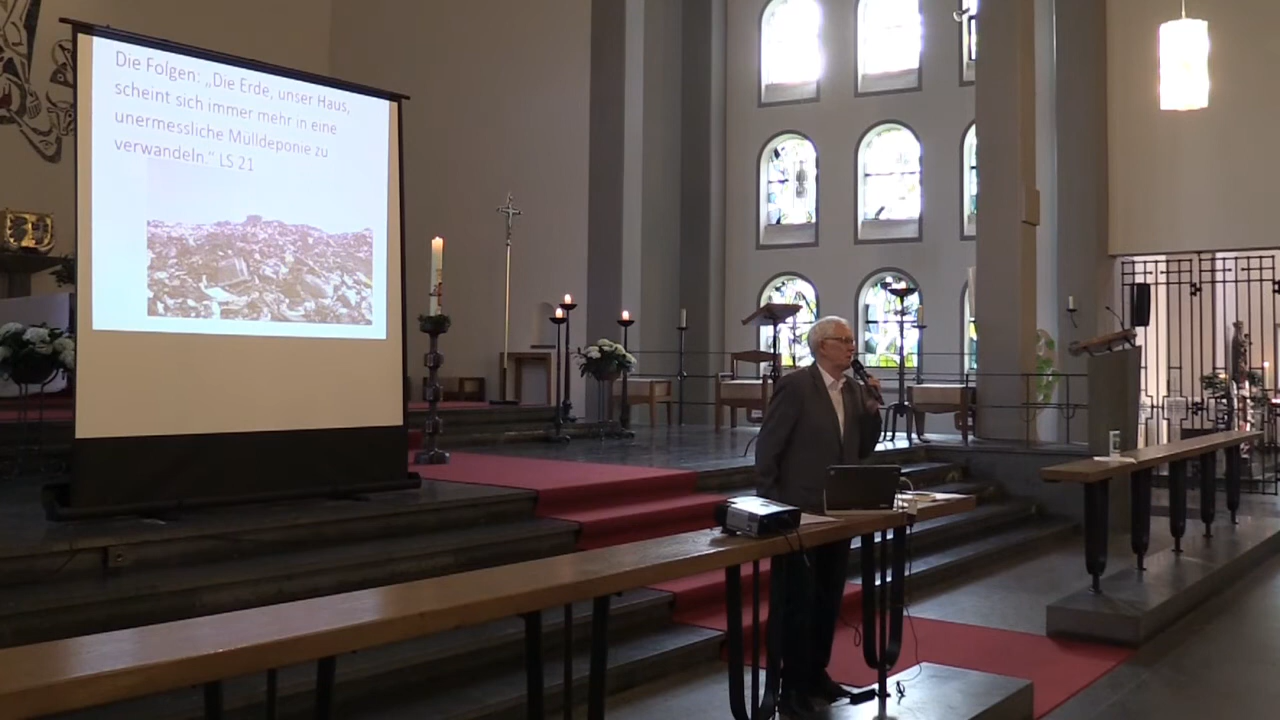 Die Folgen: „Die Erde, unser Haus,
scheint sich immer mehr in eine
unermessliche Mülldeponie zu
verwandeln.“ LS 21